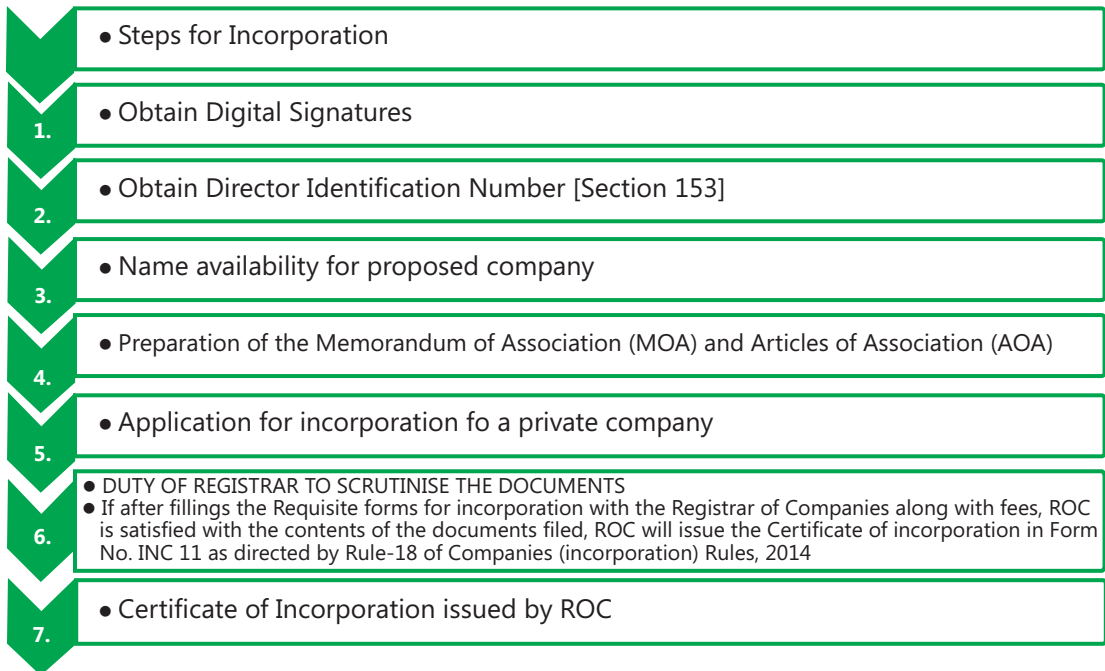 ● Steps for Incorporation
1. ● Obtain Digital Signatures
2. ● Obtain Director Identification Number [Section 153]
3. ● Name availability for proposed company
4. ● Preparation of the Memorandum of Association (MOA) and Articles of Association (AOA)
5. ● Application for incorporation fo a private company
● DUTY OF REGISTRAR TO SCRUTINISE THE DOCUMENTS
● If after fillings the Requisite forms for incorporation with the Registrar of Companies along with fees, ROC
6. is satisfied with the contents of the documents filed, ROC will issue the Certificate of incorporation in Form
No. INC 11 as directed by Rule-18 of Companies (incorporation) Rules, 2014
7. ● Certificate of Incorporation issued by ROC